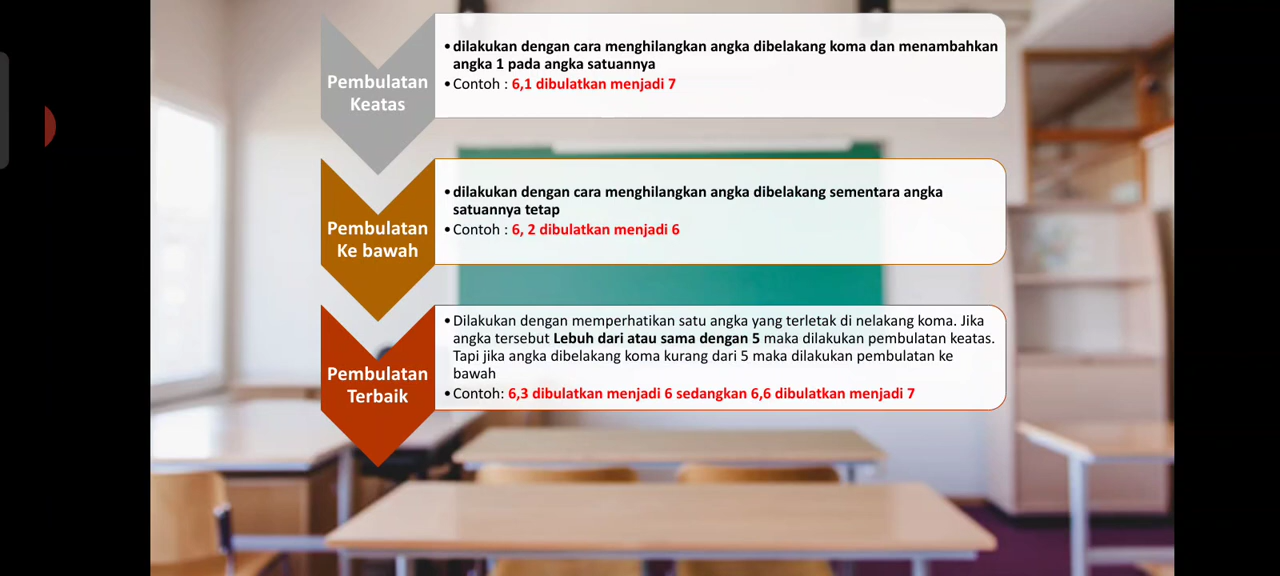 Pembulatan
Keatas
•dilakukan dengan cara menghilangkan angka dibelakang koma dan menambahkan
angka 1 pada angka satuannya
•Contoh : 6,1 dibulatkan menjadi 7
Pembulatan
Ke bawah
•dilakukan dengan cara menghilangkan angka dibelakang sementara angka
satuannya tetap
•Contoh : 6, 2 dibulatkan menjadi 6
Pembulatan
Terbaik
•Dilakukan dengan memperhatikan satu angka yang terletak di nelakang koma. Jika
angka tersebut Lebuh dari atau sama dengan 5 maka dilakukan pembulatan keatas.
Tapi jika angka dibelakang koma kurang dari 5 maka dilakukan pembulatan ke
bawah
•Contoh: 6,3 dibulatkan menjadi 6 sedangkan 6,6 dibulatkan menjadi 7